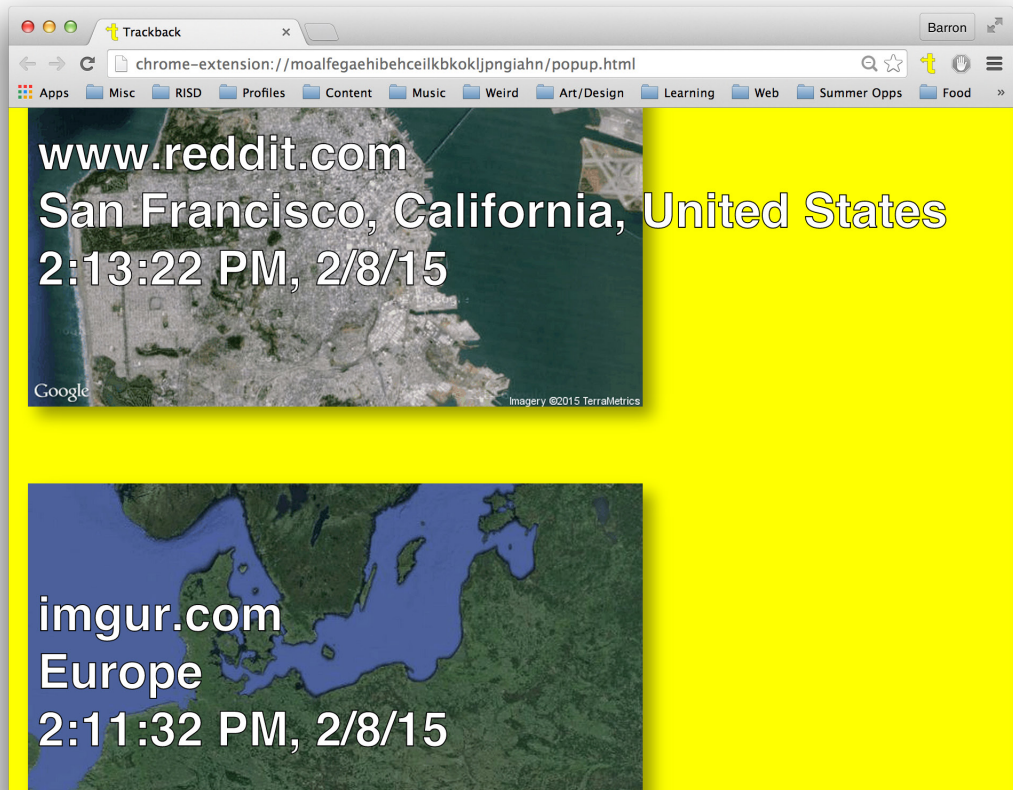 Trackback
Barron
chrome-extension://moalfegaehibehceilkbkokljpngiahn/popup.html
Apps Misc RISD Profiles Content Music Weird Art/Design Learning Web Summer Opps Food »
www.reddit.com
San Francisco, California, United States
2:13:22 PM, 2/8/15
Google
Imagery ©2015 TerraMetrics
imgur.com
Europe
2:11:32 PM, 2/8/15